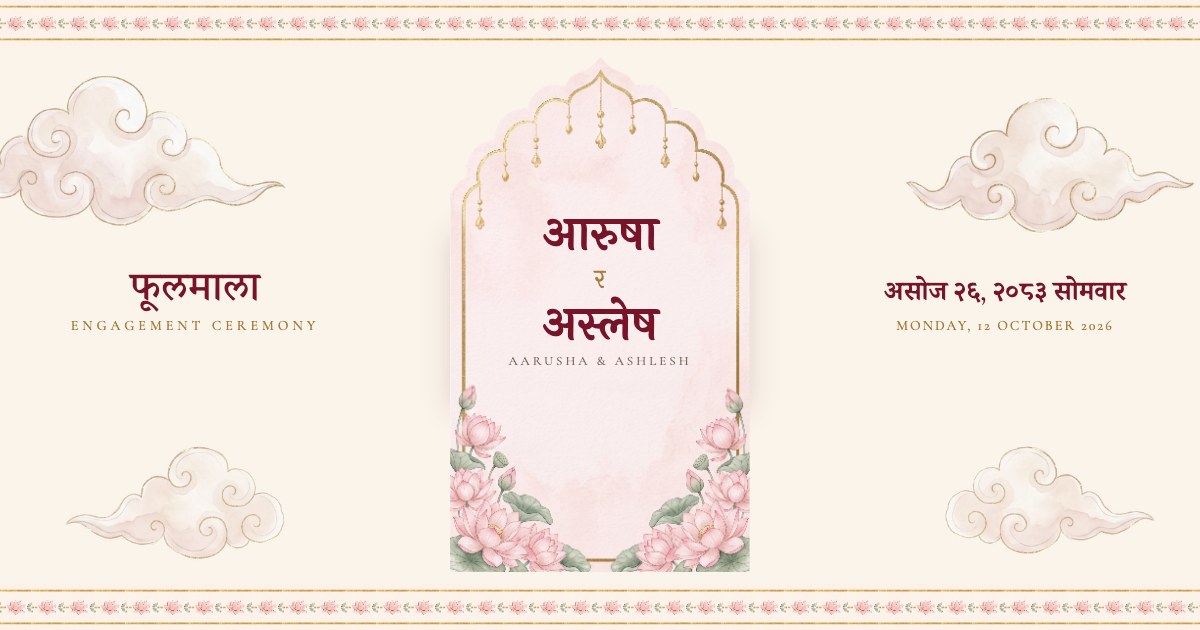 फूलमाला
ENGAGEMENT CEREMONY
आरुषा
र
अस्लेष
AARUSHA & ASHLESH
असोज २६, २०८३ सोमवार
MONDAY, 12 OCTOBER 2026